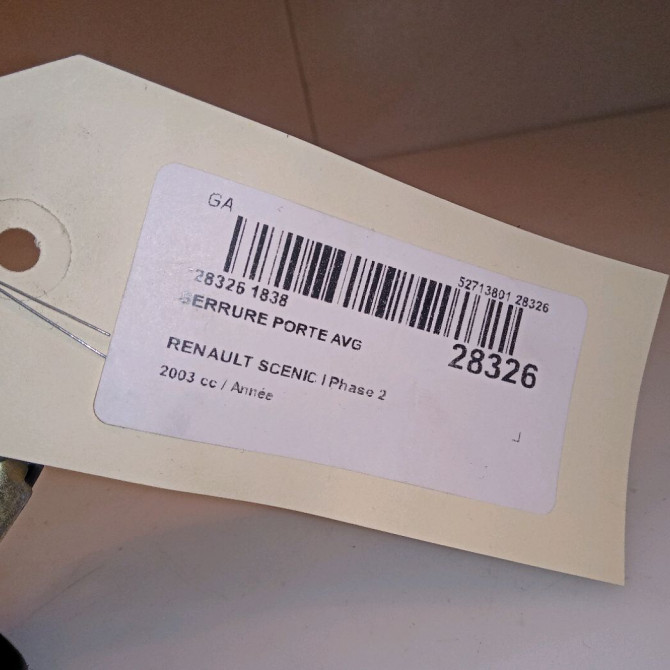 GA
28326 1838
52713801 28326
SERRURE PORTE AVG
28326
RENAULT SCENIC I Phase 2
2003 cc / Année